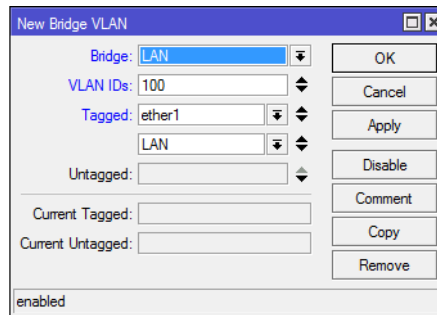 New Bridge VLAN
Bridge: LAN
OK
VLAN IDs: 100
Cancel
Tagged: ether1
Apply
LAN
Untagged:
Disable
Current Tagged:
Comment
Current Untagged:
Copy
Remove
enabled